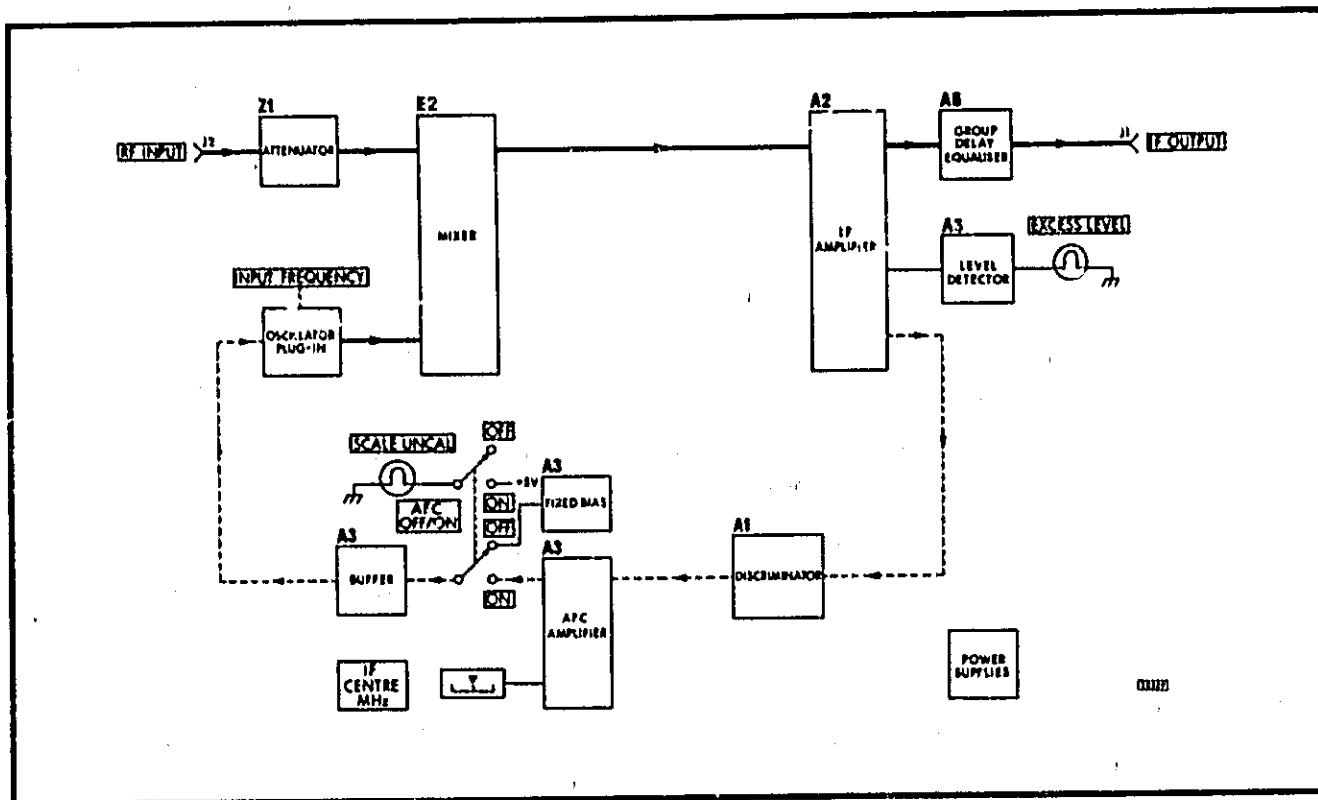 Z1
E2
A2
A8
RF INPUT
J2
ATTENUATOR
MIXER
IF
AMPLIFIER
GROUP
DELAY
EQUALISER
J1
IF OUTPUT
A3
LEVEL
DETECTOR
EXCESS LEVEL
INPUT FREQUENCY
OSCILLATOR
PLUG-IN
SCALE UNCAL
OFF
+5V
ON
AFC
OFF/ON
OFF
A3
FIXED BIAS
A3
BUFFER
ON
A3
AFC
AMPLIFIER
A1
DISCRIMINATOR
IF
CENTRE
MHz
POWER
SUPPLIES